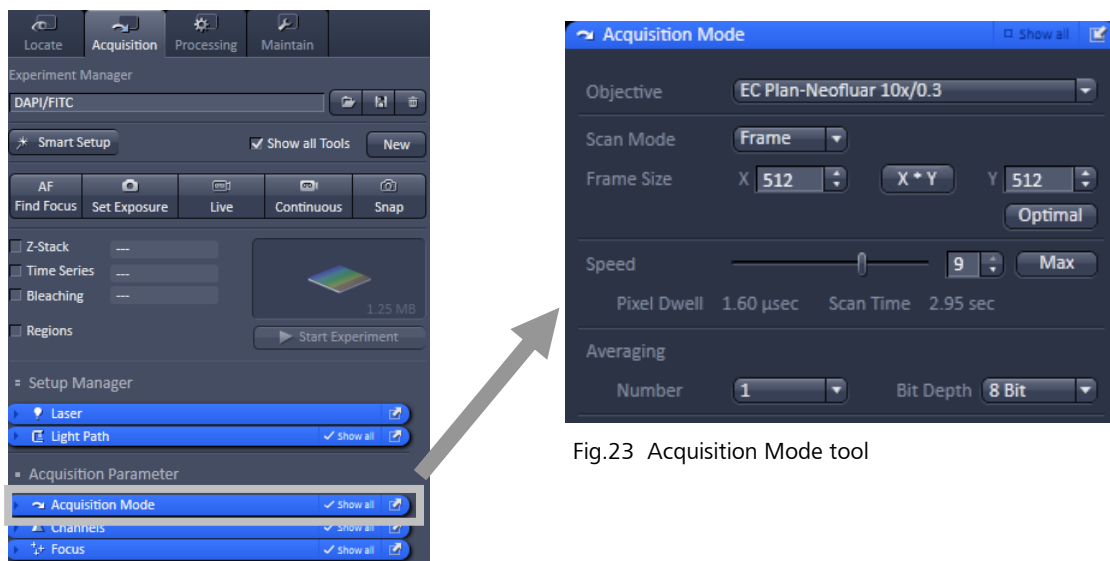 Locate Acquisition Processing Maintain
Experiment Manager
DAPI/FITC
Smart Setup Show all Tools New
AF
Find Focus Set Exposure Live Continuous Snap
Z-Stack ---
Time Series ---
Bleaching ---
1.25 MB
Regions
Start Experiment
Setup Manager
Laser
Light Path Show all
Acquisition Parameter
Acquisition Mode Show all
Channels Show all
Focus Show all
Acquisition Mode Show all
Objective EC Plan-Neofluar 10x/0.3
Scan Mode Frame
Frame Size X 512 X * Y Y 512
Optimal
Speed 9 Max
Pixel Dwell 1.60 µsec Scan Time 2.95 sec
Averaging
Number 1 Bit Depth 8 Bit
Fig.23 Acquisition Mode tool